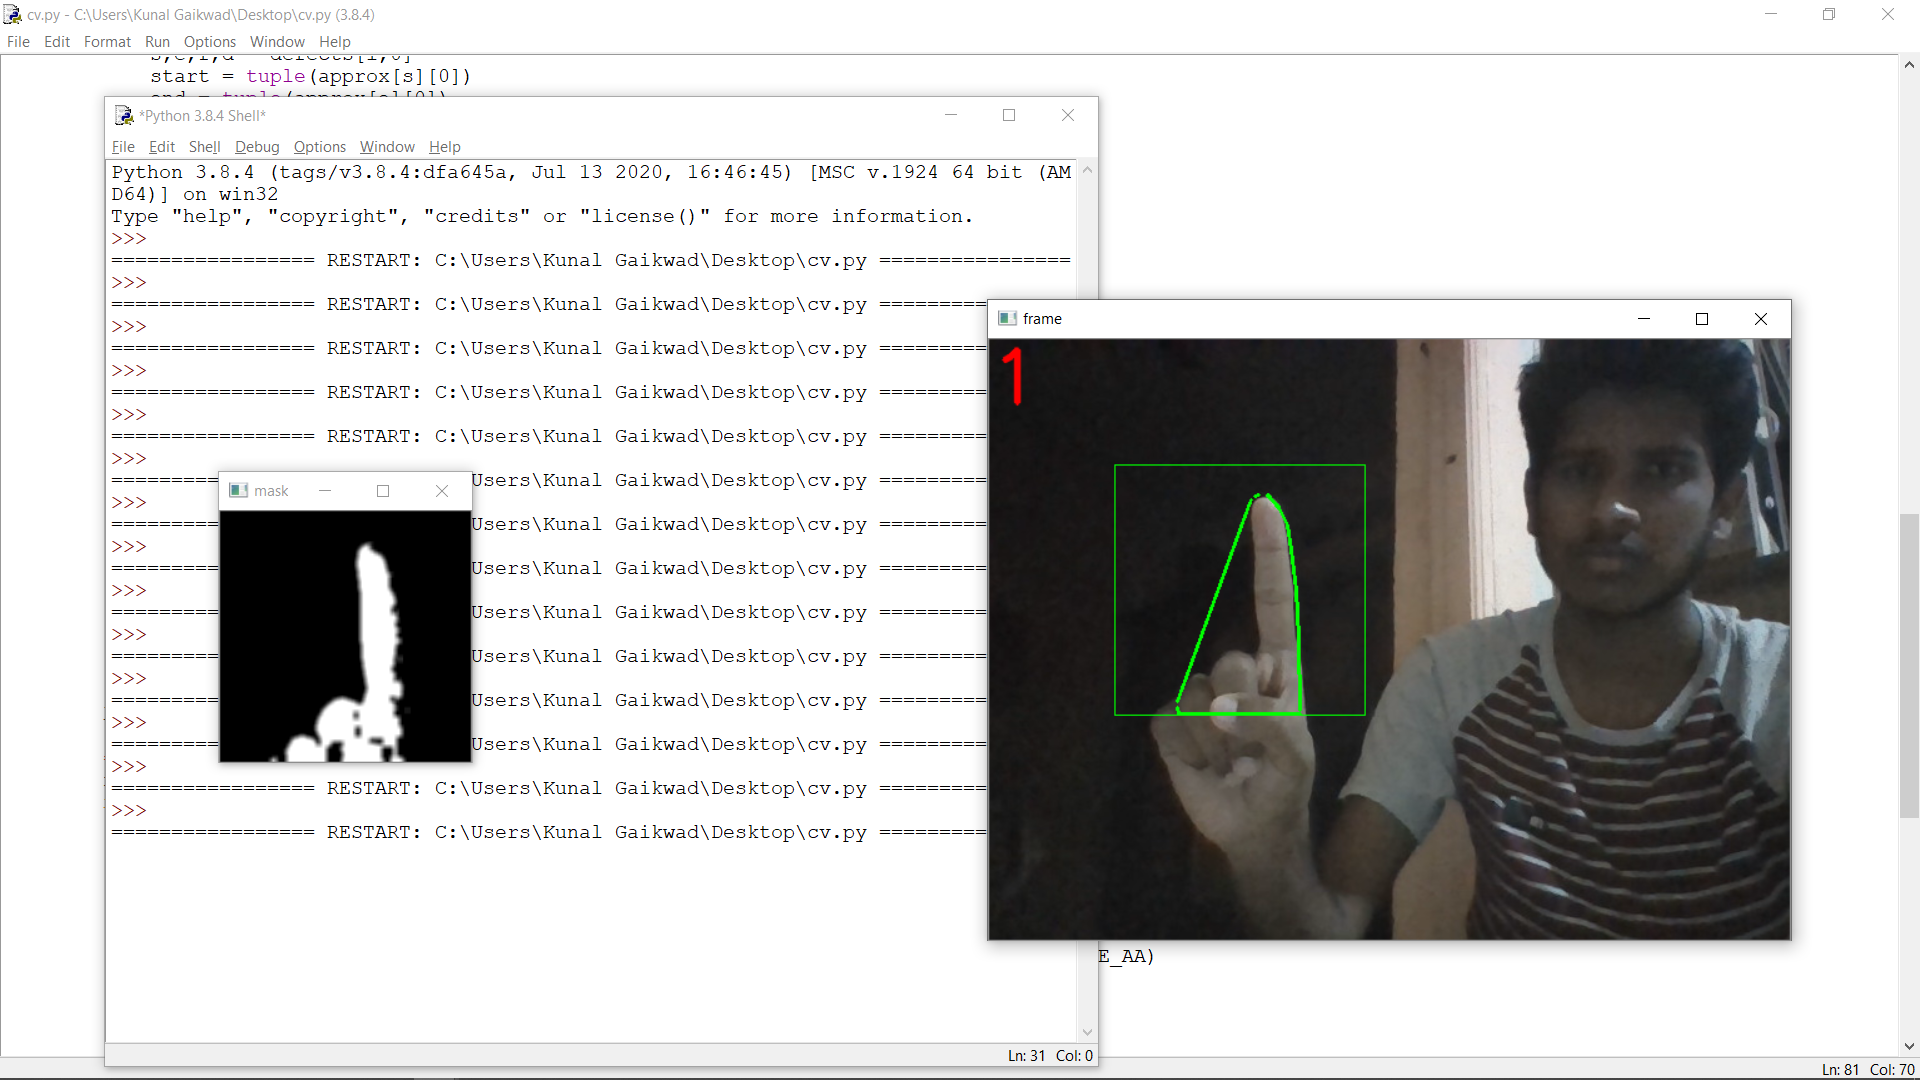 cv.py - C:\Users\Kunal Gaikwad\Desktop\cv.py (3.8.4)
File Edit Format Run Options Window Help
s,e,f,d = defects[i,0]
start = tuple(approx[s][0])
end = tuple(approx[e][0])
*Python 3.8.4 Shell*
File Edit Shell Debug Options Window Help
Python 3.8.4 (tags/v3.8.4:dfa645a, Jul 13 2020, 16:46:45) [MSC v.1924 64 bit (AM
D64)] on win32
Type "help", "copyright", "credits" or "license()" for more information.
>>>
================= RESTART: C:\Users\Kunal Gaikwad\Desktop\cv.py ================
>>>
================= RESTART: C:\Users\Kunal Gaikwad\Desktop\cv.py =========
>>>
================= RESTART: C:\Users\Kunal Gaikwad\Desktop\cv.py =========
>>>
================= RESTART: C:\Users\Kunal Gaikwad\Desktop\cv.py =========
>>>
================= RESTART: C:\Users\Kunal Gaikwad\Desktop\cv.py =========
>>>
========= Users\Kunal Gaikwad\Desktop\cv.py =========
>>>
========= Users\Kunal Gaikwad\Desktop\cv.py =========
>>>
========= Users\Kunal Gaikwad\Desktop\cv.py =========
>>>
========= Users\Kunal Gaikwad\Desktop\cv.py =========
>>>
========= Users\Kunal Gaikwad\Desktop\cv.py =========
>>>
========= Users\Kunal Gaikwad\Desktop\cv.py =========
>>>
========= Users\Kunal Gaikwad\Desktop\cv.py =========
>>>
================= RESTART: C:\Users\Kunal Gaikwad\Desktop\cv.py =========
>>>
================= RESTART: C:\Users\Kunal Gaikwad\Desktop\cv.py =========
mask
frame
1
E_AA)
Ln: 31 Col: 0
Ln: 81 Col: 70